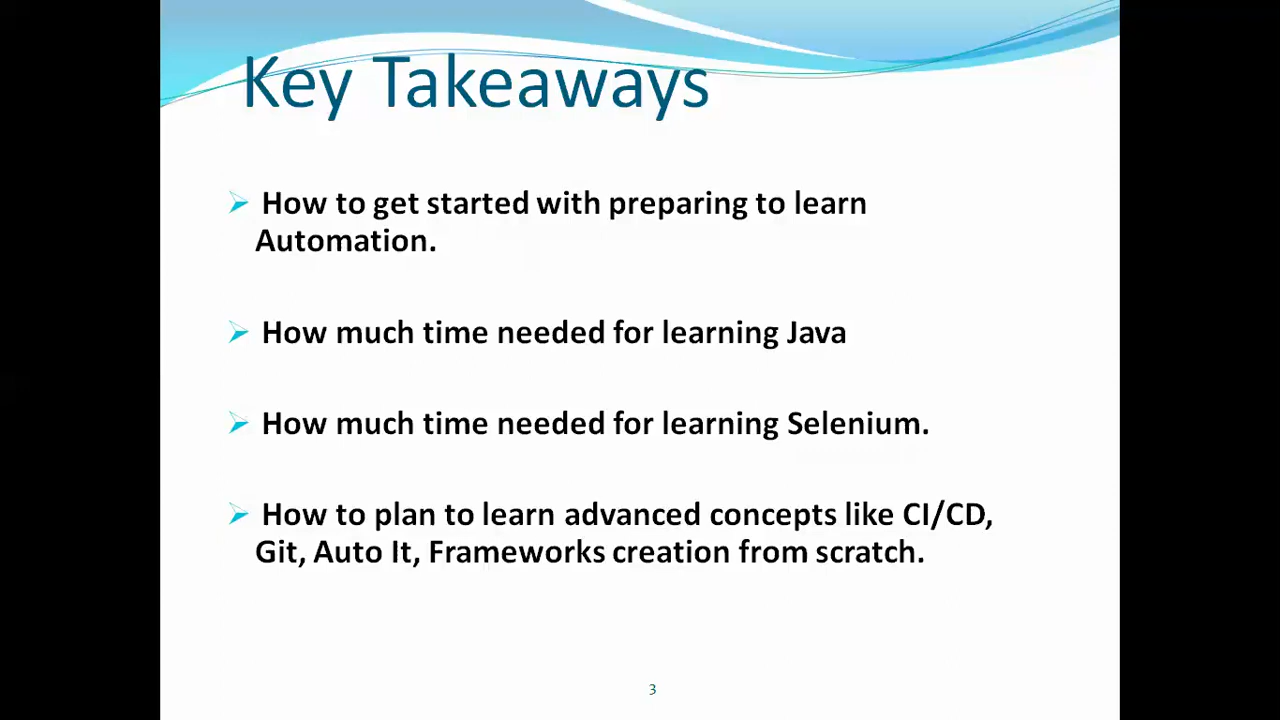 Key Takeaways
How to get started with preparing to learn
Automation.
How much time needed for learning Java
How much time needed for learning Selenium.
How to plan to learn advanced concepts like CI/CD,
Git, Auto It, Frameworks creation from scratch.
3